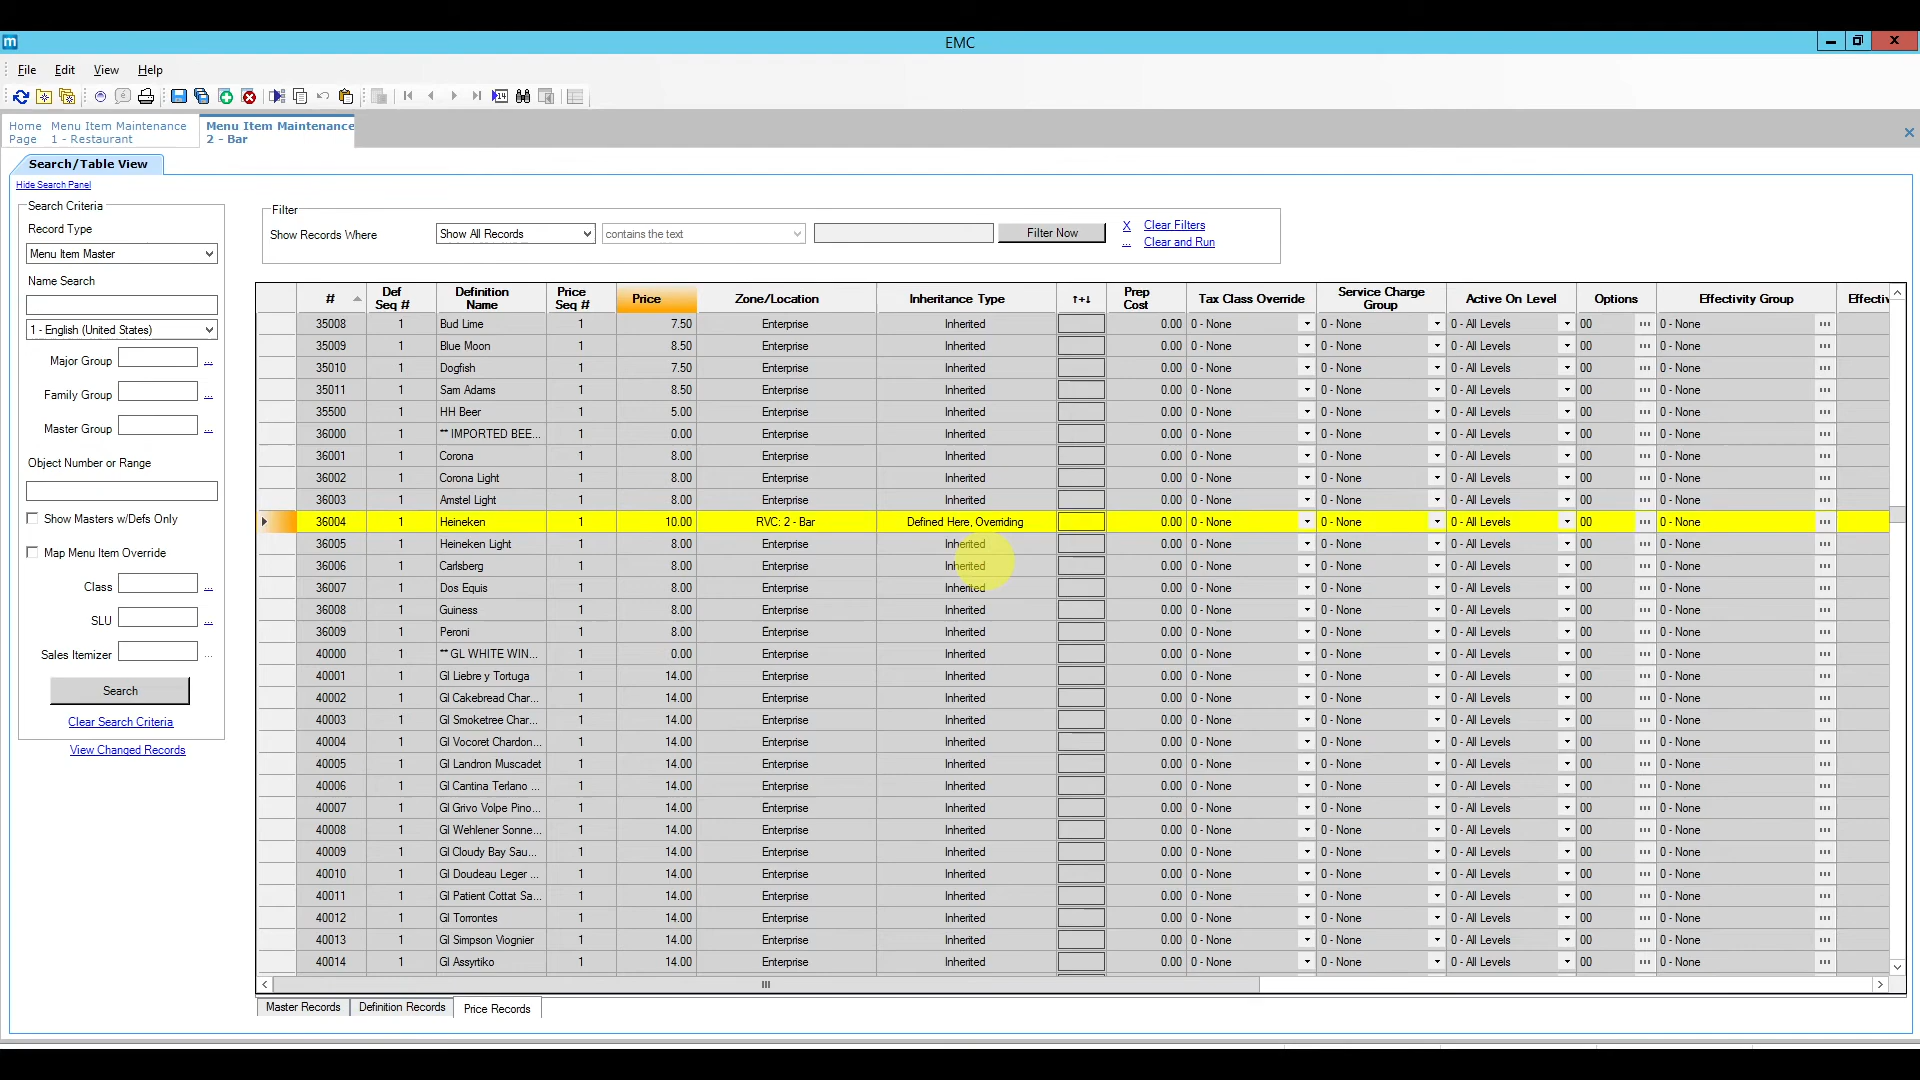 EMC
File Edit View Help
Home Page
Menu Item Maintenance 1 - Restaurant
Menu Item Maintenance 2 - Bar
Search/Table View
Hide Search Panel
Search Criteria
Record Type
Menu Item Master
Name Search
1 - English (United States)
Major Group ...
Family Group ...
Master Group ...
Object Number or Range
Show Masters w/Defs Only
Map Menu Item Override
Class ...
SLU ...
Sales Itemizer ...
Search
Clear Search Criteria
View Changed Records
Filter
Show Records Where Show All Records contains the text Filter Now X Clear Filters
... Clear and Run
# Def Seq # Definition Name Price Seq # Price Zone/Location Inheritance Type ↑+↓ Prep Cost Tax Class Override Service Charge Group Active On Level Options Effectivity Group Effectiv
35008 1 Bud Lime 1 7.50 Enterprise Inherited 0.00 0 - None 0 - None 0 - All Levels 00 ... 0 - None ...
35009 1 Blue Moon 1 8.50 Enterprise Inherited 0.00 0 - None 0 - None 0 - All Levels 00 ... 0 - None ...
35010 1 Dogfish 1 7.50 Enterprise Inherited 0.00 0 - None 0 - None 0 - All Levels 00 ... 0 - None ...
35011 1 Sam Adams 1 8.50 Enterprise Inherited 0.00 0 - None 0 - None 0 - All Levels 00 ... 0 - None ...
35500 1 HH Beer 1 5.00 Enterprise Inherited 0.00 0 - None 0 - None 0 - All Levels 00 ... 0 - None ...
36000 1 ** IMPORTED BEE... 1 0.00 Enterprise Inherited 0.00 0 - None 0 - None 0 - All Levels 00 ... 0 - None ...
36001 1 Corona 1 8.00 Enterprise Inherited 0.00 0 - None 0 - None 0 - All Levels 00 ... 0 - None ...
36002 1 Corona Light 1 8.00 Enterprise Inherited 0.00 0 - None 0 - None 0 - All Levels 00 ... 0 - None ...
36003 1 Amstel Light 1 8.00 Enterprise Inherited 0.00 0 - None 0 - None 0 - All Levels 00 ... 0 - None ...
36004 1 Heineken 1 10.00 RVC: 2 - Bar Defined Here, Overriding 0.00 0 - None 0 - None 0 - All Levels 00 ... 0 - None ...
36005 1 Heineken Light 1 8.00 Enterprise Inherited 0.00 0 - None 0 - None 0 - All Levels 00 ... 0 - None ...
36006 1 Carlsberg 1 8.00 Enterprise Inherited 0.00 0 - None 0 - None 0 - All Levels 00 ... 0 - None ...
36007 1 Dos Equis 1 8.00 Enterprise Inherited 0.00 0 - None 0 - None 0 - All Levels 00 ... 0 - None ...
36008 1 Guiness 1 8.00 Enterprise Inherited 0.00 0 - None 0 - None 0 - All Levels 00 ... 0 - None ...
36009 1 Peroni 1 8.00 Enterprise Inherited 0.00 0 - None 0 - None 0 - All Levels 00 ... 0 - None ...
40000 1 ** GL WHITE WIN... 1 0.00 Enterprise Inherited 0.00 0 - None 0 - None 0 - All Levels 00 ... 0 - None ...
40001 1 Gl Liebre y Tortuga 1 14.00 Enterprise Inherited 0.00 0 - None 0 - None 0 - All Levels 00 ... 0 - None ...
40002 1 Gl Cakebread Char... 1 14.00 Enterprise Inherited 0.00 0 - None 0 - None 0 - All Levels 00 ... 0 - None ...
40003 1 Gl Smoketree Char... 1 14.00 Enterprise Inherited 0.00 0 - None 0 - None 0 - All Levels 00 ... 0 - None ...
40004 1 Gl Vocoret Chardon... 1 14.00 Enterprise Inherited 0.00 0 - None 0 - None 0 - All Levels 00 ... 0 - None ...
40005 1 Gl Landron Muscadet 1 14.00 Enterprise Inherited 0.00 0 - None 0 - None 0 - All Levels 00 ... 0 - None ...
40006 1 Gl Cantina Terlano ... 1 14.00 Enterprise Inherited 0.00 0 - None 0 - None 0 - All Levels 00 ... 0 - None ...
40007 1 Gl Grivo Volpe Pino... 1 14.00 Enterprise Inherited 0.00 0 - None 0 - None 0 - All Levels 00 ... 0 - None ...
40008 1 Gl Wehlener Sonne... 1 14.00 Enterprise Inherited 0.00 0 - None 0 - None 0 - All Levels 00 ... 0 - None ...
40009 1 Gl Cloudy Bay Sau... 1 14.00 Enterprise Inherited 0.00 0 - None 0 - None 0 - All Levels 00 ... 0 - None ...
40010 1 Gl Doudeau Leger ... 1 14.00 Enterprise Inherited 0.00 0 - None 0 - None 0 - All Levels 00 ... 0 - None ...
40011 1 Gl Patient Cottat Sa... 1 14.00 Enterprise Inherited 0.00 0 - None 0 - None 0 - All Levels 00 ... 0 - None ...
40012 1 Gl Torrontes 1 14.00 Enterprise Inherited 0.00 0 - None 0 - None 0 - All Levels 00 ... 0 - None ...
40013 1 Gl Simpson Viognier 1 14.00 Enterprise Inherited 0.00 0 - None 0 - None 0 - All Levels 00 ... 0 - None ...
40014 1 Gl Assyrtiko 1 14.00 Enterprise Inherited 0.00 0 - None 0 - None 0 - All Levels 00 ... 0 - None ...
Master Records Definition Records Price Records